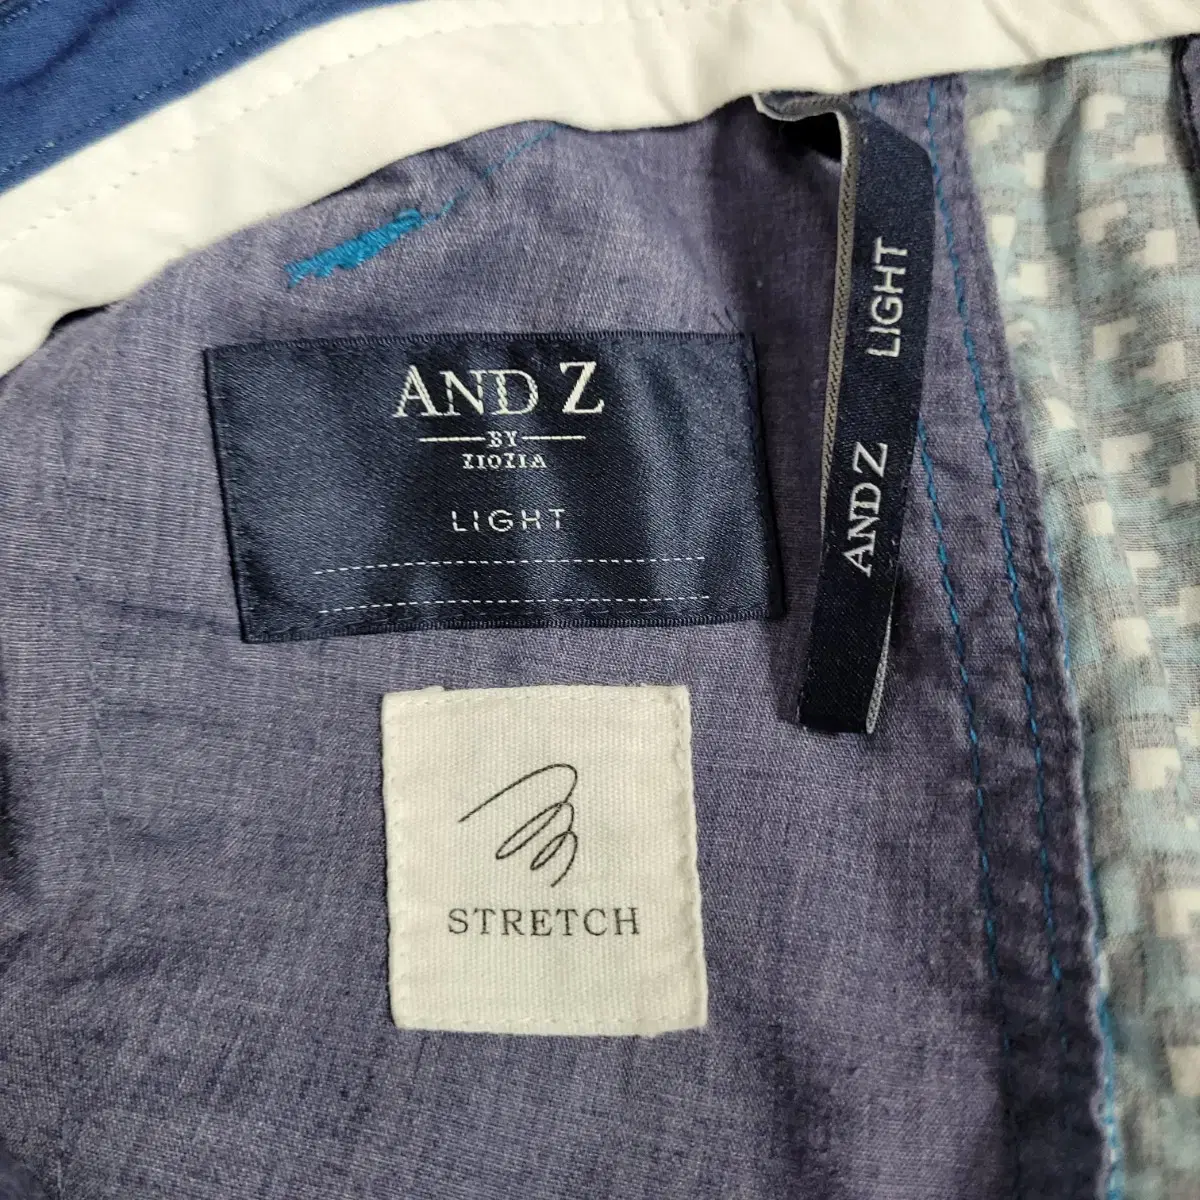 AND Z
BY
ZIOZIA
LIGHT
AND Z LIGHT
STRETCH